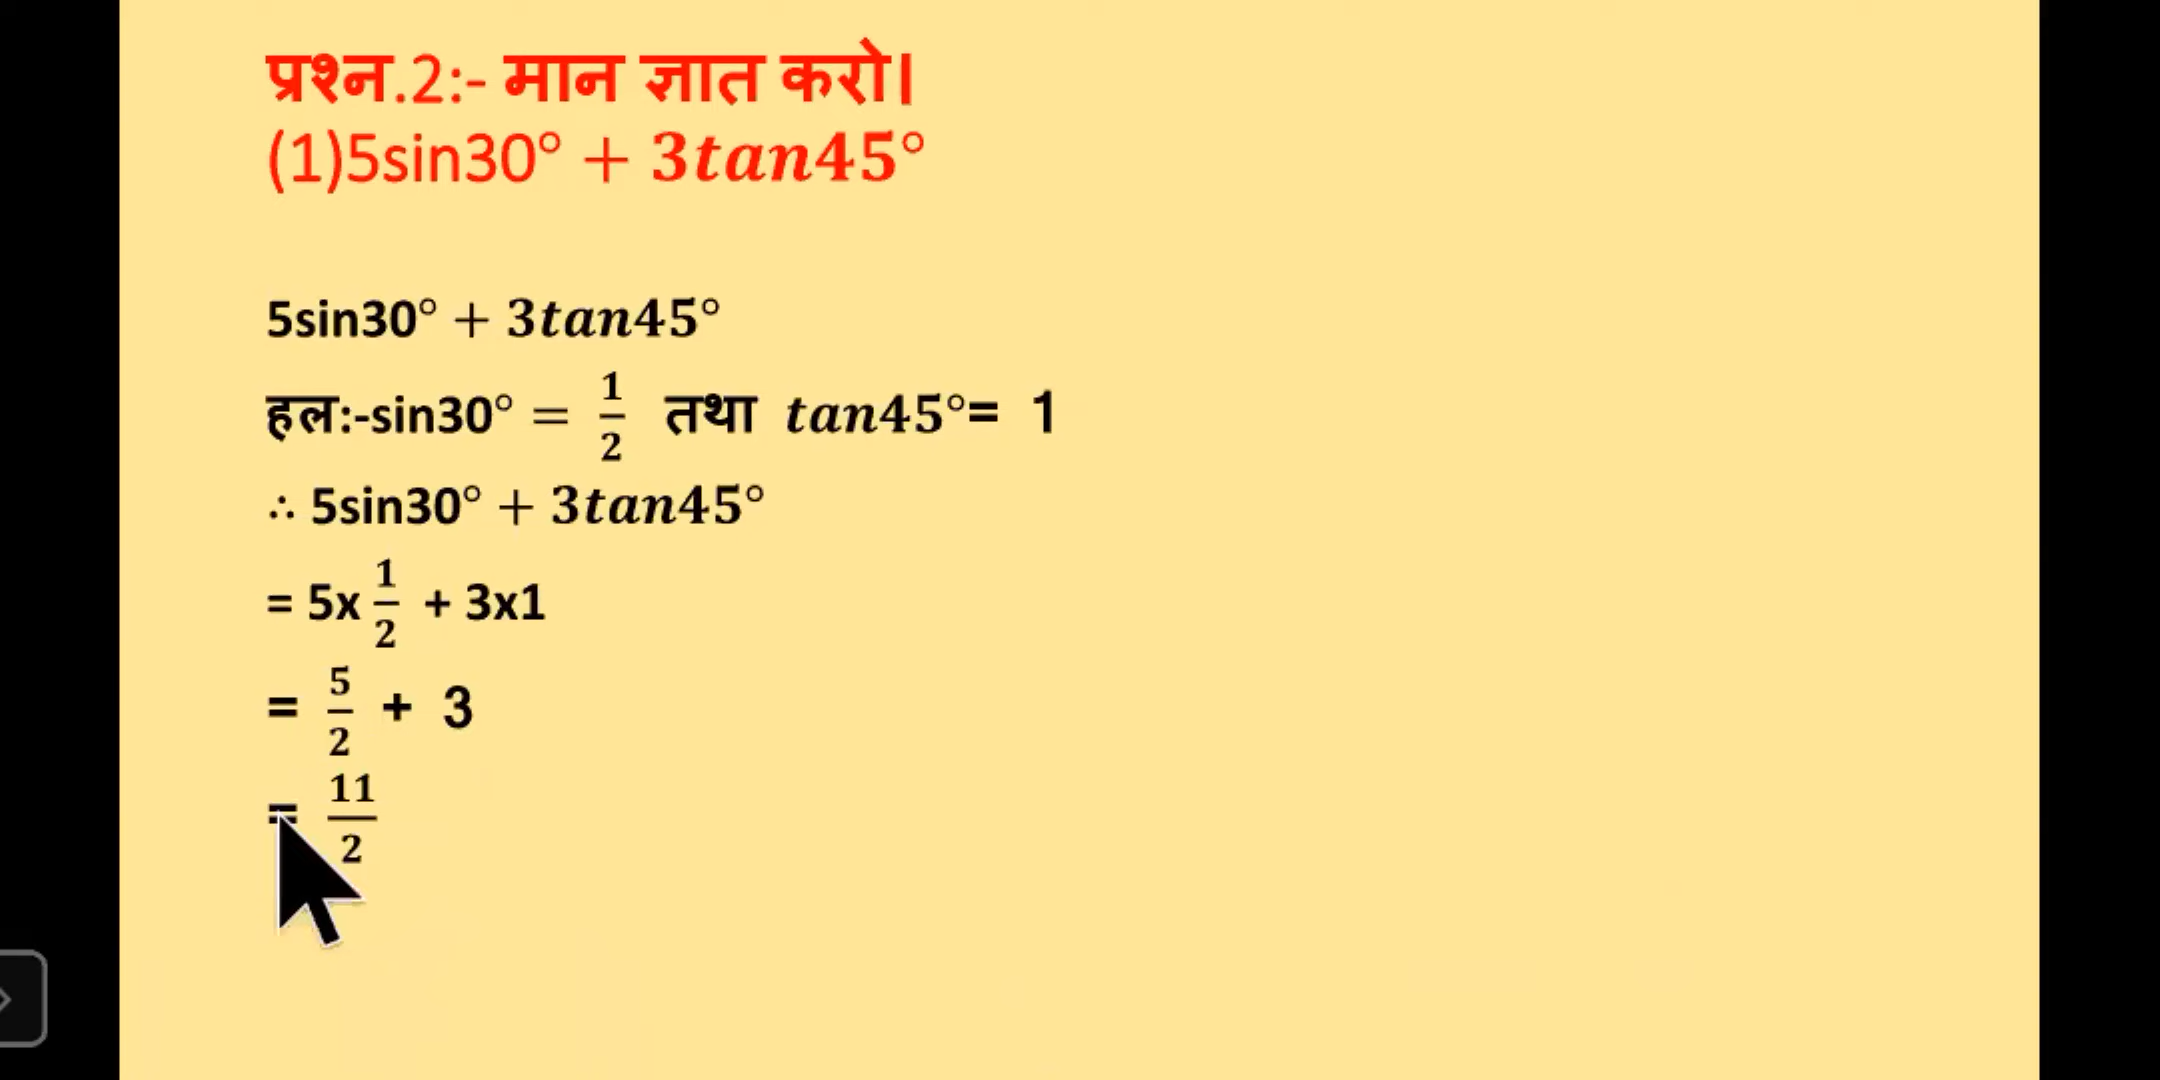 प्रश्न.2:- मान ज्ञात करो।
(1)5sin30° + 3tan45°
5sin30° + 3tan45°
हल:-sin30° = 1/2 तथा tan45°= 1
∴ 5sin30° + 3tan45°
= 5x 1/2 + 3x1
= 5/2 + 3
= 11/2